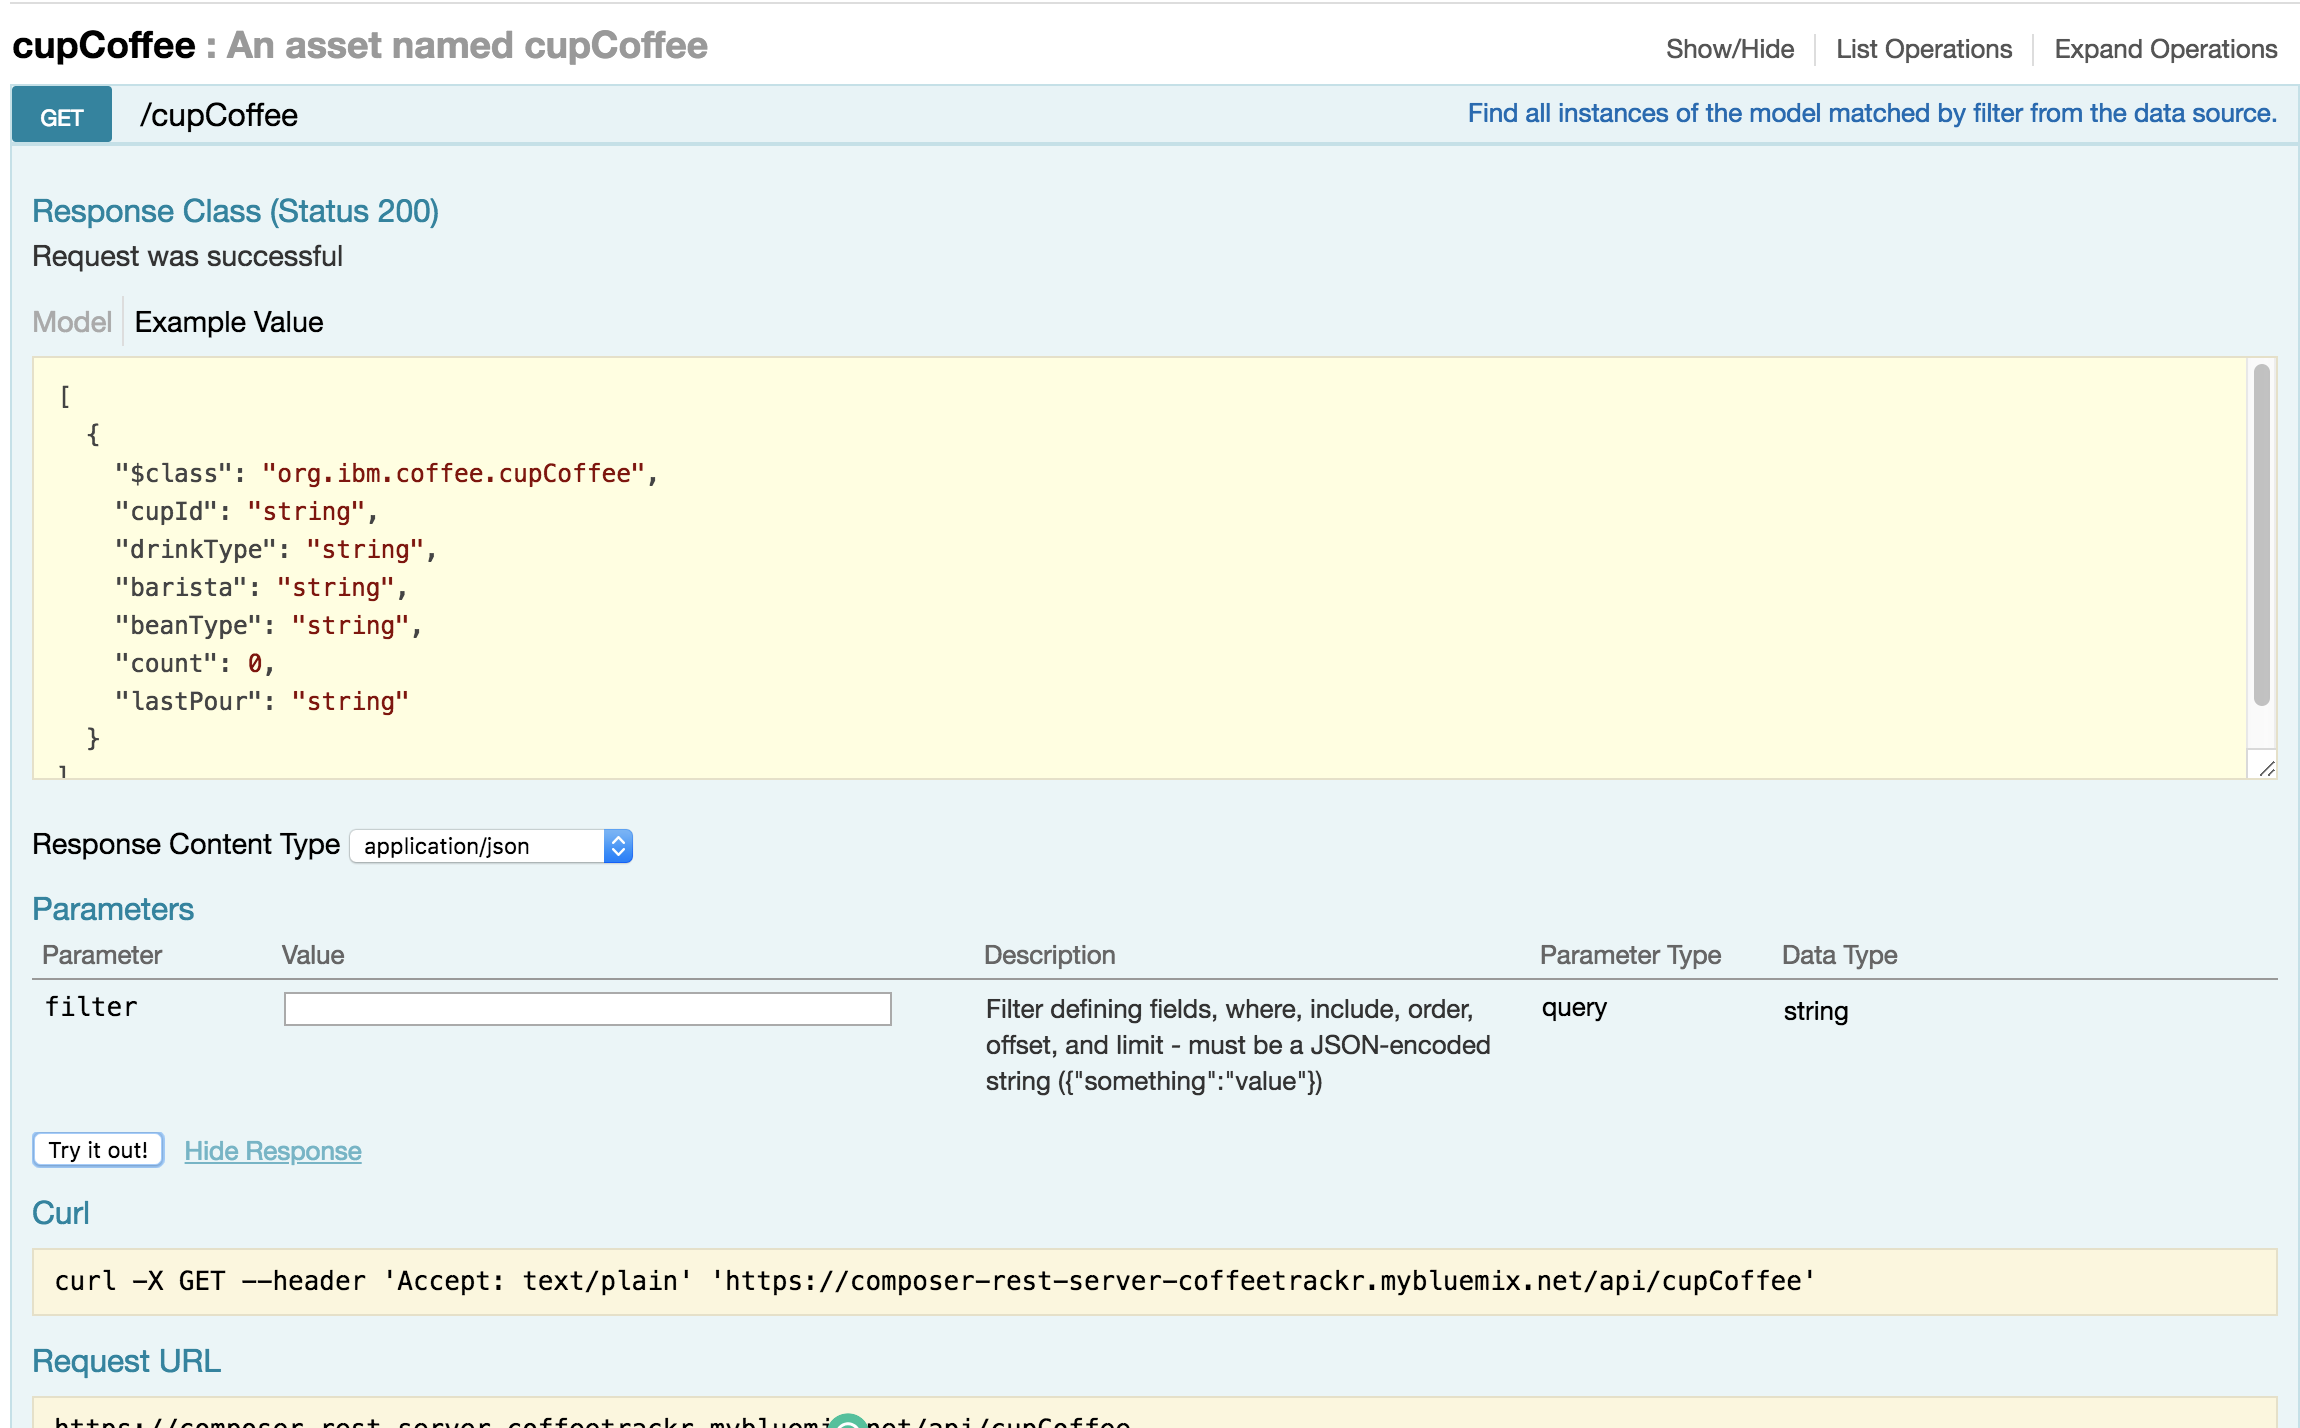 cupCoffee : An asset named cupCoffee
Show/Hide
List Operations
Expand Operations
GET
/cupCoffee
Find all instances of the model matched by filter from the data source.
Response Class (Status 200)
Request was successful
Model
Example Value
[
{
"$class": "org.ibm.coffee.cupCoffee",
"cupId": "string",
"drinkType": "string",
"barista": "string",
"beanType": "string",
"count": 0,
"lastPour": "string"
}
]
Response Content Type application/json
Parameters
Parameter
Value
Description
Parameter Type
Data Type
filter
Filter defining fields, where, include, order,
offset, and limit - must be a JSON-encoded
string ({"something":"value"})
query
string
Try it out!
Hide Response
Curl
curl -X GET --header 'Accept: text/plain' 'https://composer-rest-server-coffeetrackr.mybluemix.net/api/cupCoffee'
Request URL
https://composer-rest-server-coffeetrackr.mybluemix.net/api/cupCoffee